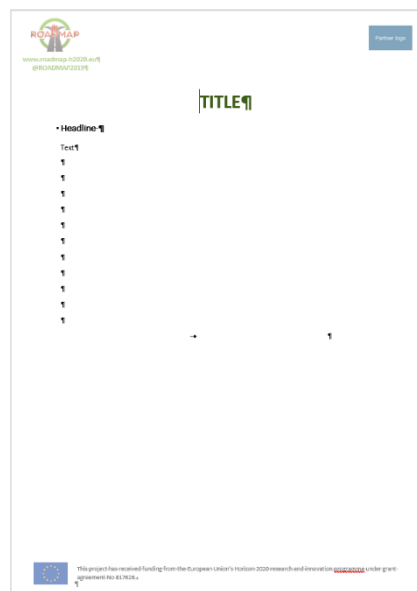 ROADMAP
Partner logo
www.roadmap-h2020.eu¶
@ROADMAP2019¶
TITLE¶
▪ Headline·¶
Text¶
¶
¶
¶
¶
¶
¶
¶
¶
¶
¶
¶
→ ¶
This·project·has·received·funding·from·the·European·Union's·Horizon·2020·research·and·innovation·programme·under·grant·
agreement·No·817626.↵
¶